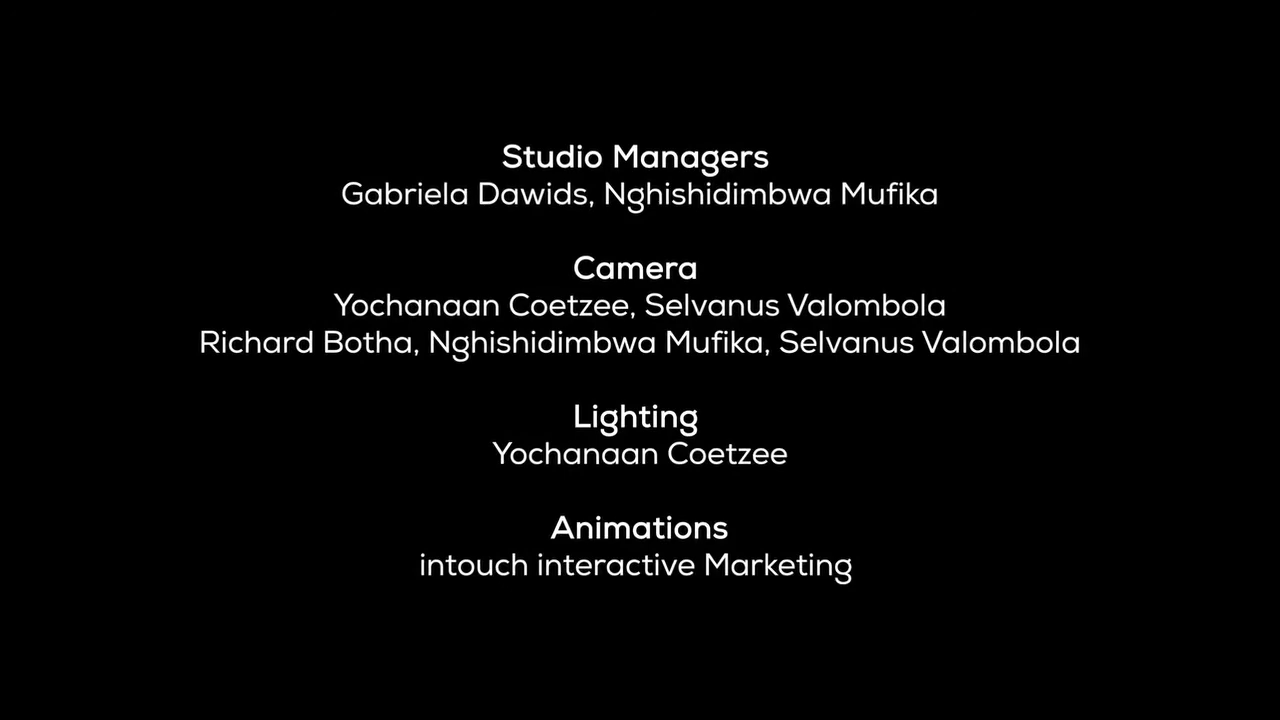 Studio Managers
Gabriela Dawids, Nghishidimbwa Mufika
Camera
Yochanaan Coetzee, Selvanus Valombola
Richard Botha, Nghishidimbwa Mufika, Selvanus Valombola
Lighting
Yochanaan Coetzee
Animations
intouch interactive Marketing